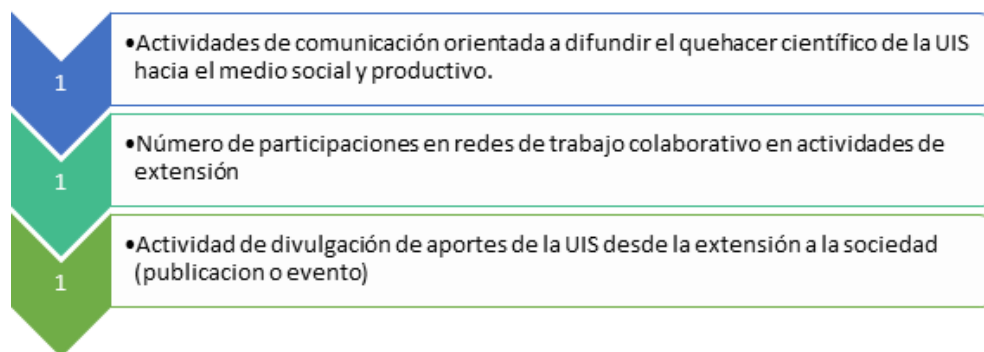 1
•Actividades de comunicación orientada a difundir el quehacer científico de la UIS
hacia el medio social y productivo.
1
•Número de participaciones en redes de trabajo colaborativo en actividades de
extensión
1
•Actividad de divulgación de aportes de la UIS desde la extensión a la sociedad
(publicacion o evento)